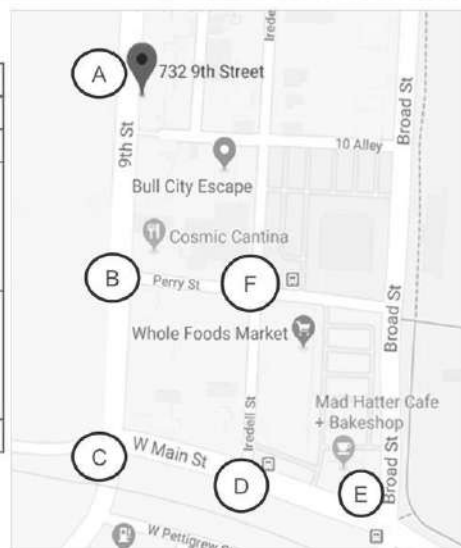 Irede
A
732 9th Street
9th St
Broad St
10 Alley
Bull City Escape
Cosmic Cantina
B
Perry St
F
Broad St
Whole Foods Market
Mad Hatter Cafe
+ Bakeshop
Iredell St
W Main St
C
D
E
Broad St
W Pettigrew